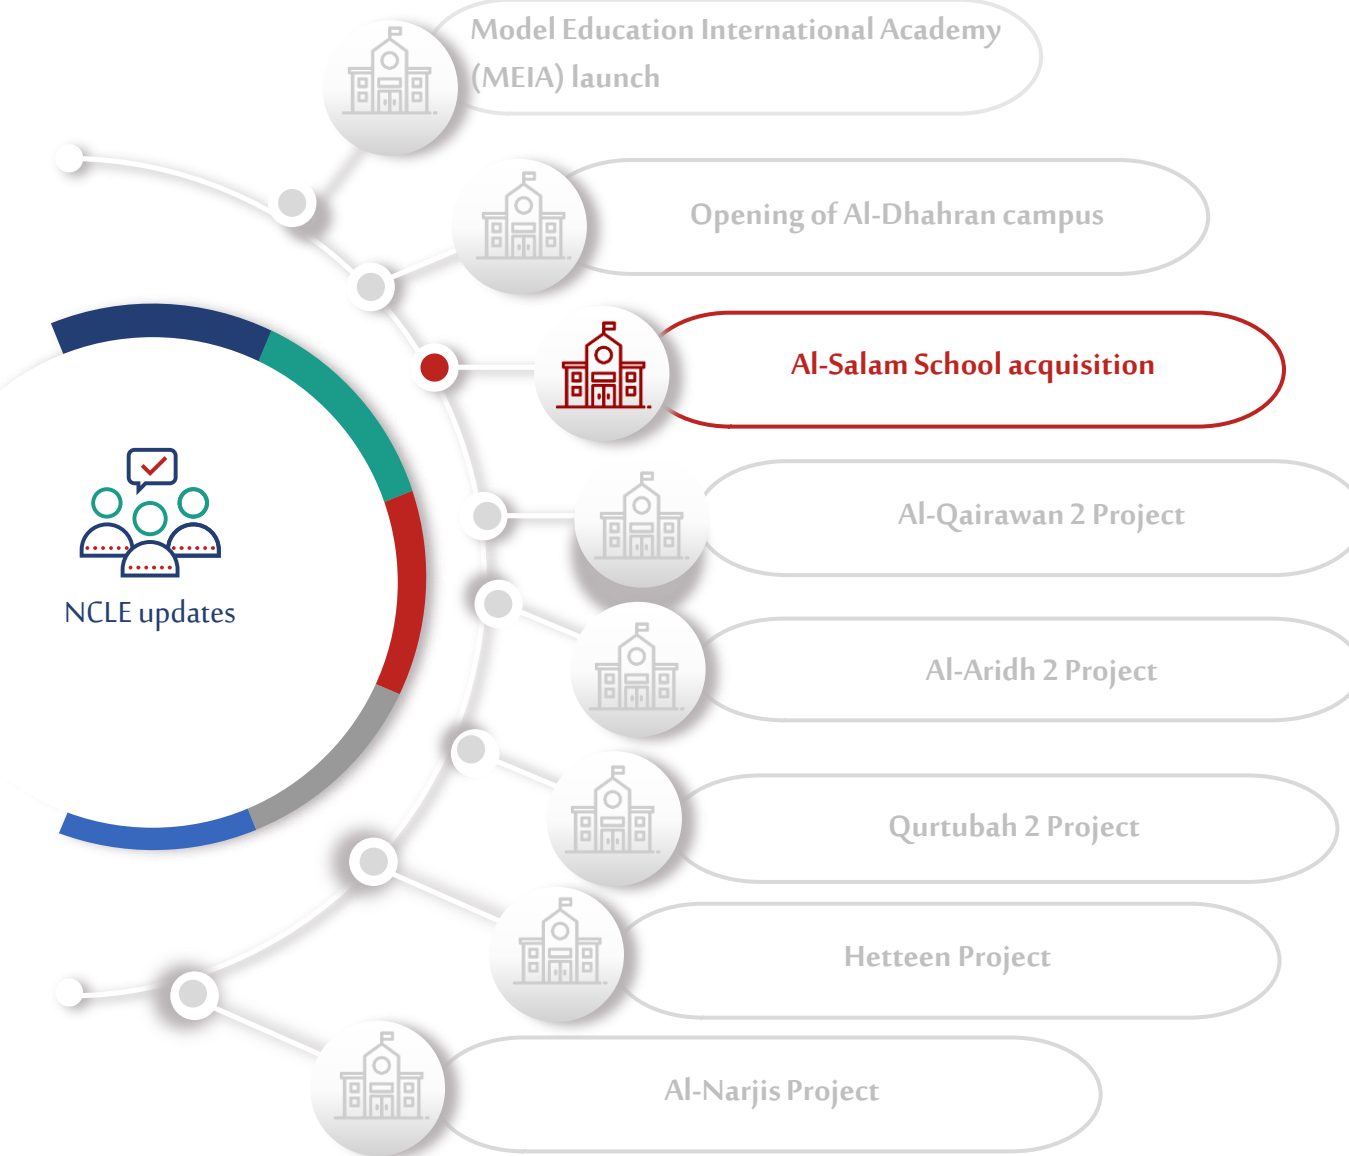 Model Education International Academy
(MEIA) launch
Opening of Al-Dhahran campus
Al-Salam School acquisition
Al-Qairawan 2 Project
NCLE updates
Al-Aridh 2 Project
Qurtubah 2 Project
Hetteen Project
Al-Narjis Project